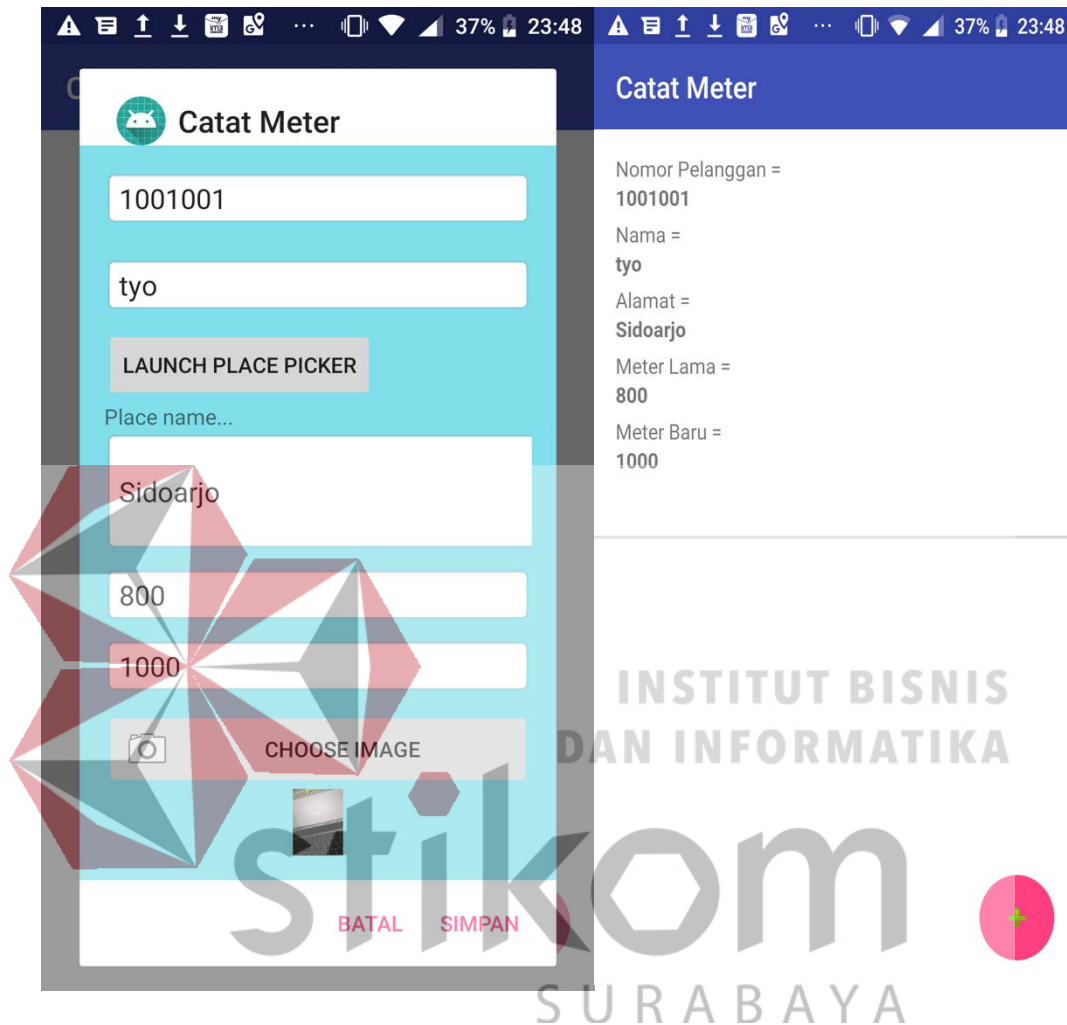 37% 23:48
Catat Meter
1001001
tyo
LAUNCH PLACE PICKER
Place name...
Sidoarjo
800
1000
CHOOSE IMAGE
BATAL SIMPAN
37% 23:48
Catat Meter
Nomor Pelanggan =
1001001
Nama =
tyo
Alamat =
Sidoarjo
Meter Lama =
800
Meter Baru =
1000
INSTITUT BISNIS
DAN INFORMATIKA
stikom
SURABAYA